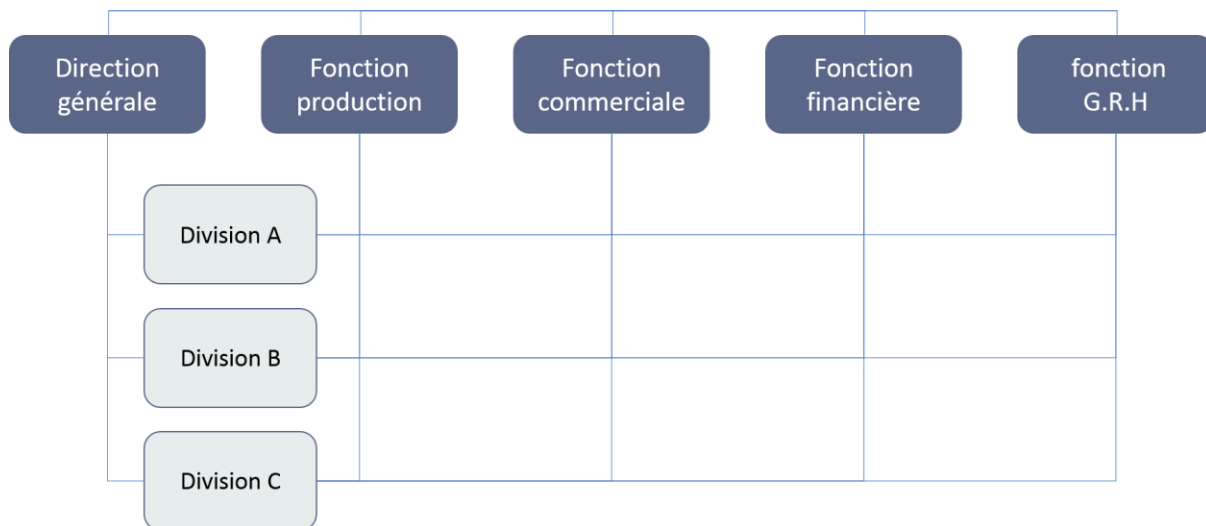 Direction
générale
Fonction
production
Fonction
commerciale
Fonction
financière
fonction
G.R.H
Division A
Division B
Division C